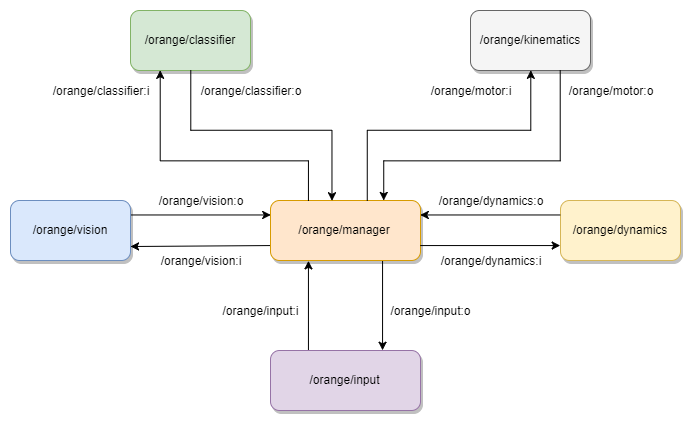 /orange/classifier
/orange/kinematics
/orange/classifier:i
/orange/classifier:o
/orange/motor:i
/orange/motor:o
/orange/vision:o
/orange/dynamics:o
/orange/vision
/orange/manager
/orange/dynamics
/orange/vision:i
/orange/dynamics:i
/orange/input:i
/orange/input:o
/orange/input